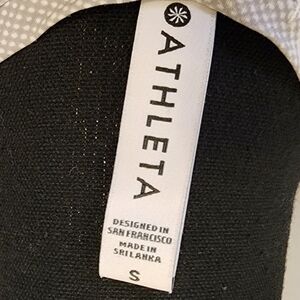 ATHLETA
DESIGNED IN
SAN FRANCISCO
MADE IN
SRI LANKA
S